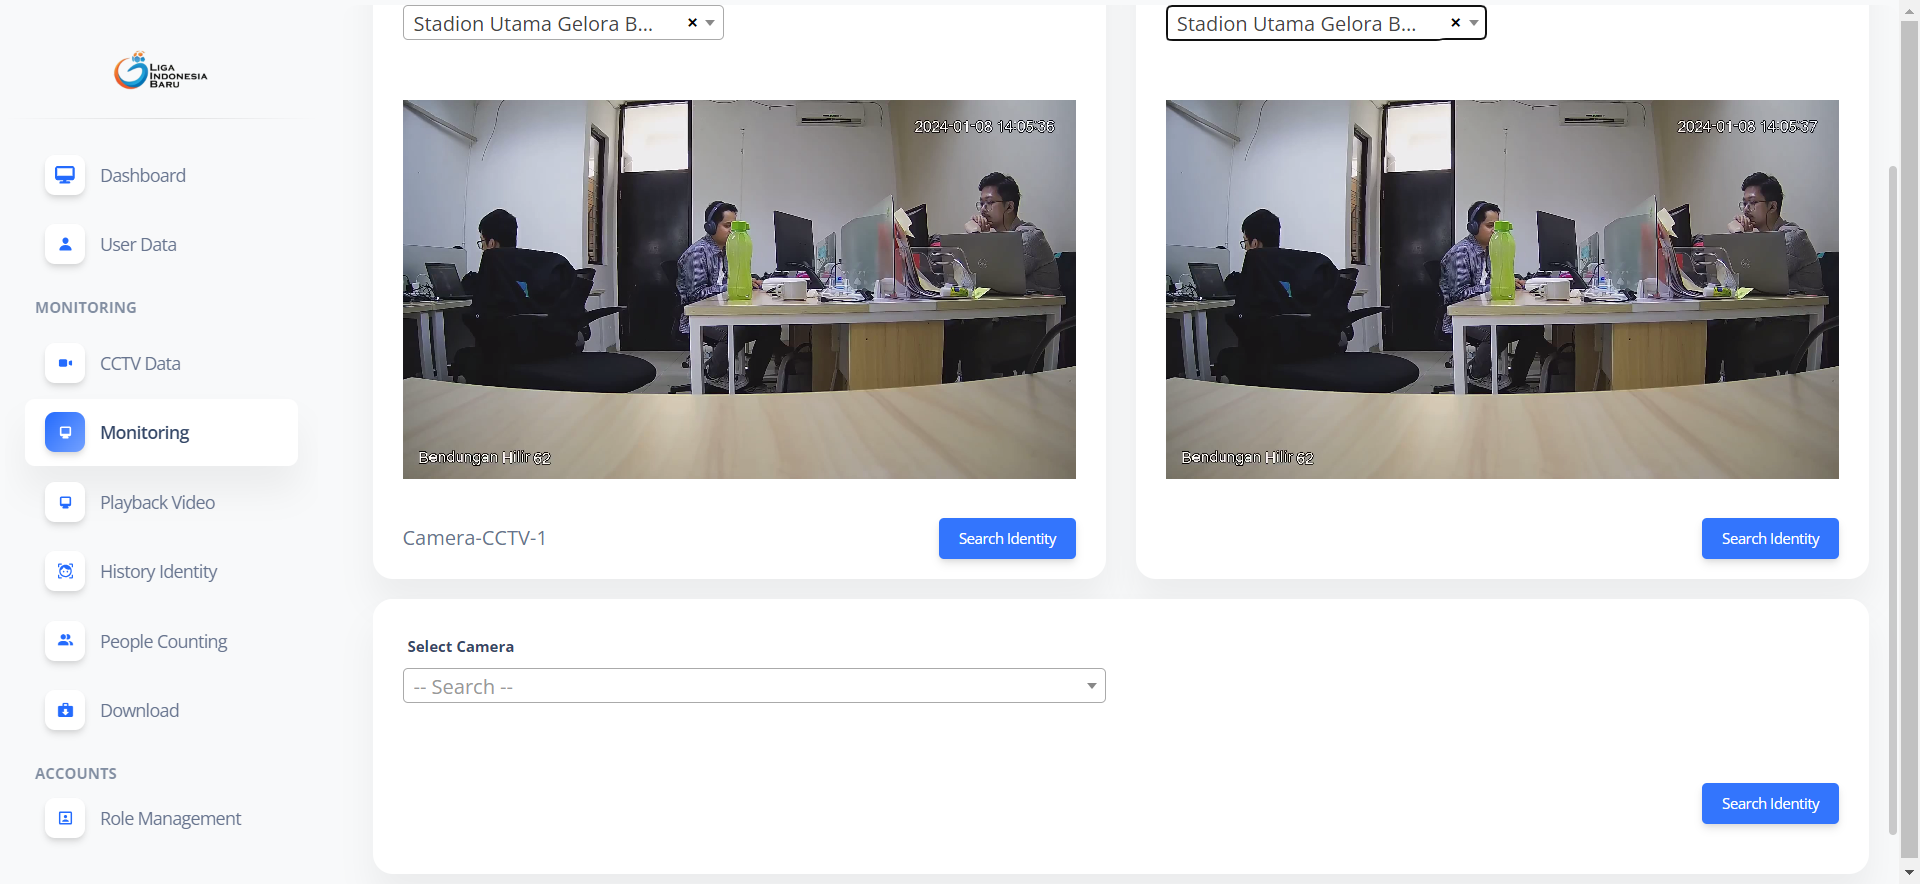 LIGA
INDONESIA
BARU
Dashboard
User Data
MONITORING
CCTV Data
Monitoring
Playback Video
History Identity
People Counting
Download
ACCOUNTS
Role Management
Stadion Utama Gelora B... ×
2024-01-08 14:05:36
Bendungan Hilir 62
Camera-CCTV-1
Search Identity
Stadion Utama Gelora B... ×
2024-01-08 14:05:37
Bendungan Hilir 62
Search Identity
Select Camera
-- Search --
Search Identity